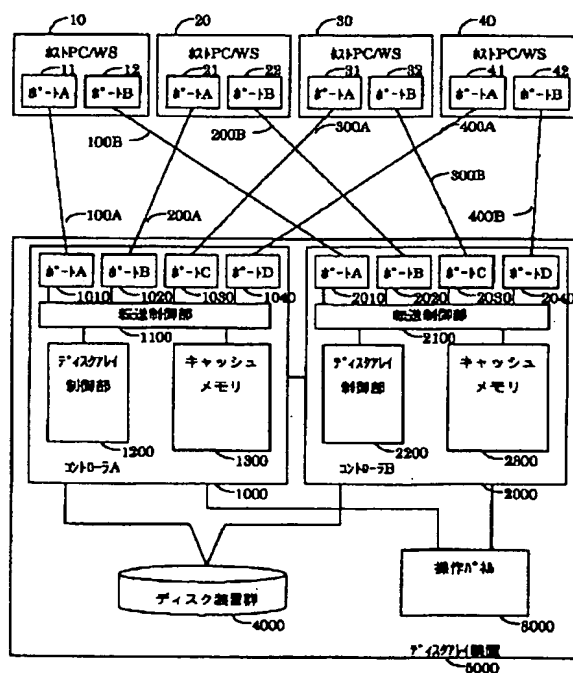 10 20 30 40
ホストPC/WS ホストPC/WS ホストPC/WS ホストPC/WS
11 12 21 22 31 32 41 42
ポートA ポートB ポートA ポートB ポートA ポートB ポートA ポートB
100B 200B 300A 400A
300B
100A 200A 400B
ポートA ポートB ポートC ポートD ポートA ポートB ポートC ポートD
1010 1020 1030 1040 2010 2020 2030 2040
転送制御部 転送制御部
1100 2100
ディスクアレイ キャッシュ ディスクアレイ キャッシュ
制御部 メモリ 制御部 メモリ
1200 1300 2200 2300
コントローラA コントローラB
1000 2000
操作パネル
ディスク装置群
4000 3000
ディスクアレイ装置
5000